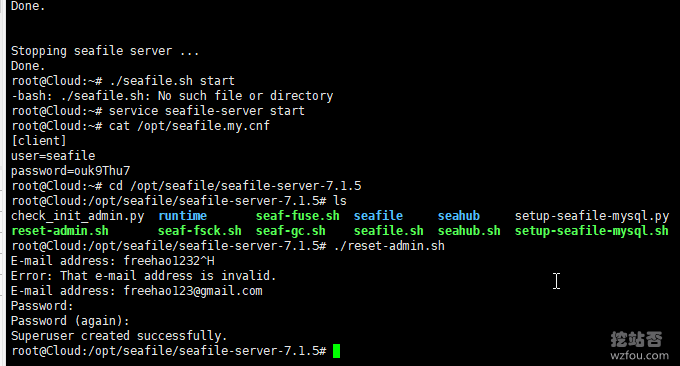 Done.
Stopping seafile server ...
Done.
root@Cloud:~# ./seafile.sh start
-bash: ./seafile.sh: No such file or directory
root@Cloud:~# service seafile-server start
root@Cloud:~# cat /opt/seafile.my.cnf
[client]
user=seafile
password=ouk9Thu7
root@Cloud:~# cd /opt/seafile/seafile-server-7.1.5
root@Cloud:/opt/seafile/seafile-server-7.1.5# ls
check_init_admin.py  runtime      seaf-fuse.sh  seafile     seahub     setup-seafile-mysql.py
reset-admin.sh       seaf-fsck.sh  seaf-gc.sh    seafile.sh  seahub.sh  setup-seafile-mysql.sh
root@Cloud:/opt/seafile/seafile-server-7.1.5# ./reset-admin.sh
E-mail address: freehao1232^H
Error: That e-mail address is invalid.
E-mail address: freehao123@gmail.com
Password:
Password (again):
Superuser created successfully.
root@Cloud:/opt/seafile/seafile-server-7.1.5#
挖站否
wzfou.com